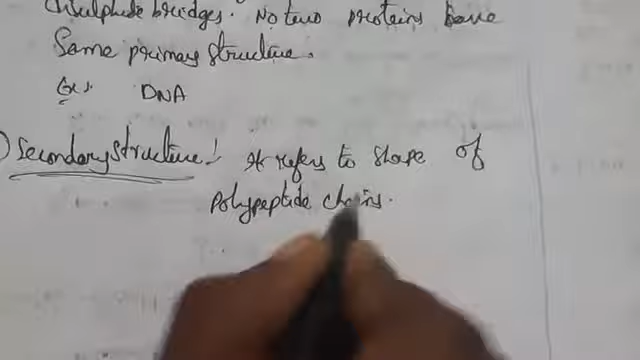 disulphide bridges. No two proteins have
Same primary structure.
Ex: DNA
) Secondary structure: It refers to shape of
polypeptide chains.